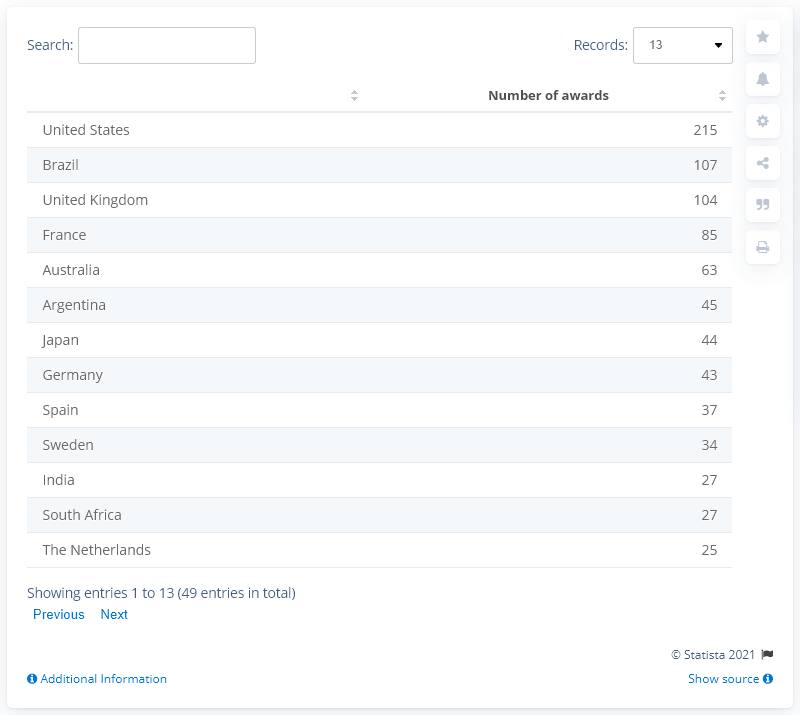 Search:
Records: 13
Number of awards
United States 215
Brazil 107
United Kingdom 104
France 85
Australia 63
Argentina 45
Japan 44
Germany 43
Spain 37
Sweden 34
India 27
South Africa 27
The Netherlands 25
Showing entries 1 to 13 (49 entries in total)
Previous Next
© Statista 2021
Additional Information
Show source